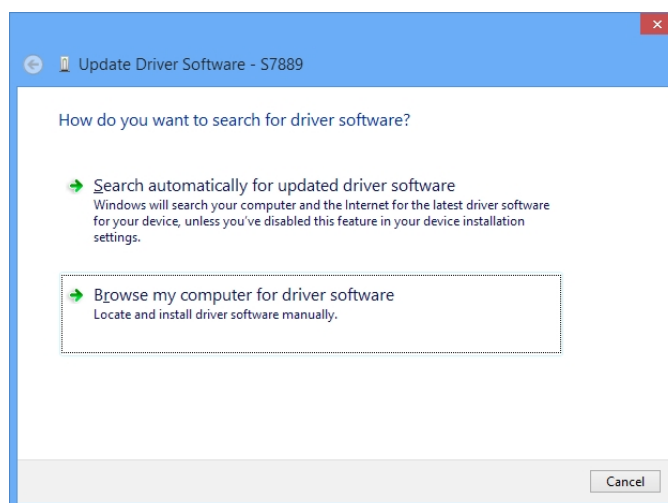 Update Driver Software - S7889
How do you want to search for driver software?
Search automatically for updated driver software
Windows will search your computer and the Internet for the latest driver software
for your device, unless you've disabled this feature in your device installation
settings.
Browse my computer for driver software
Locate and install driver software manually.
Cancel